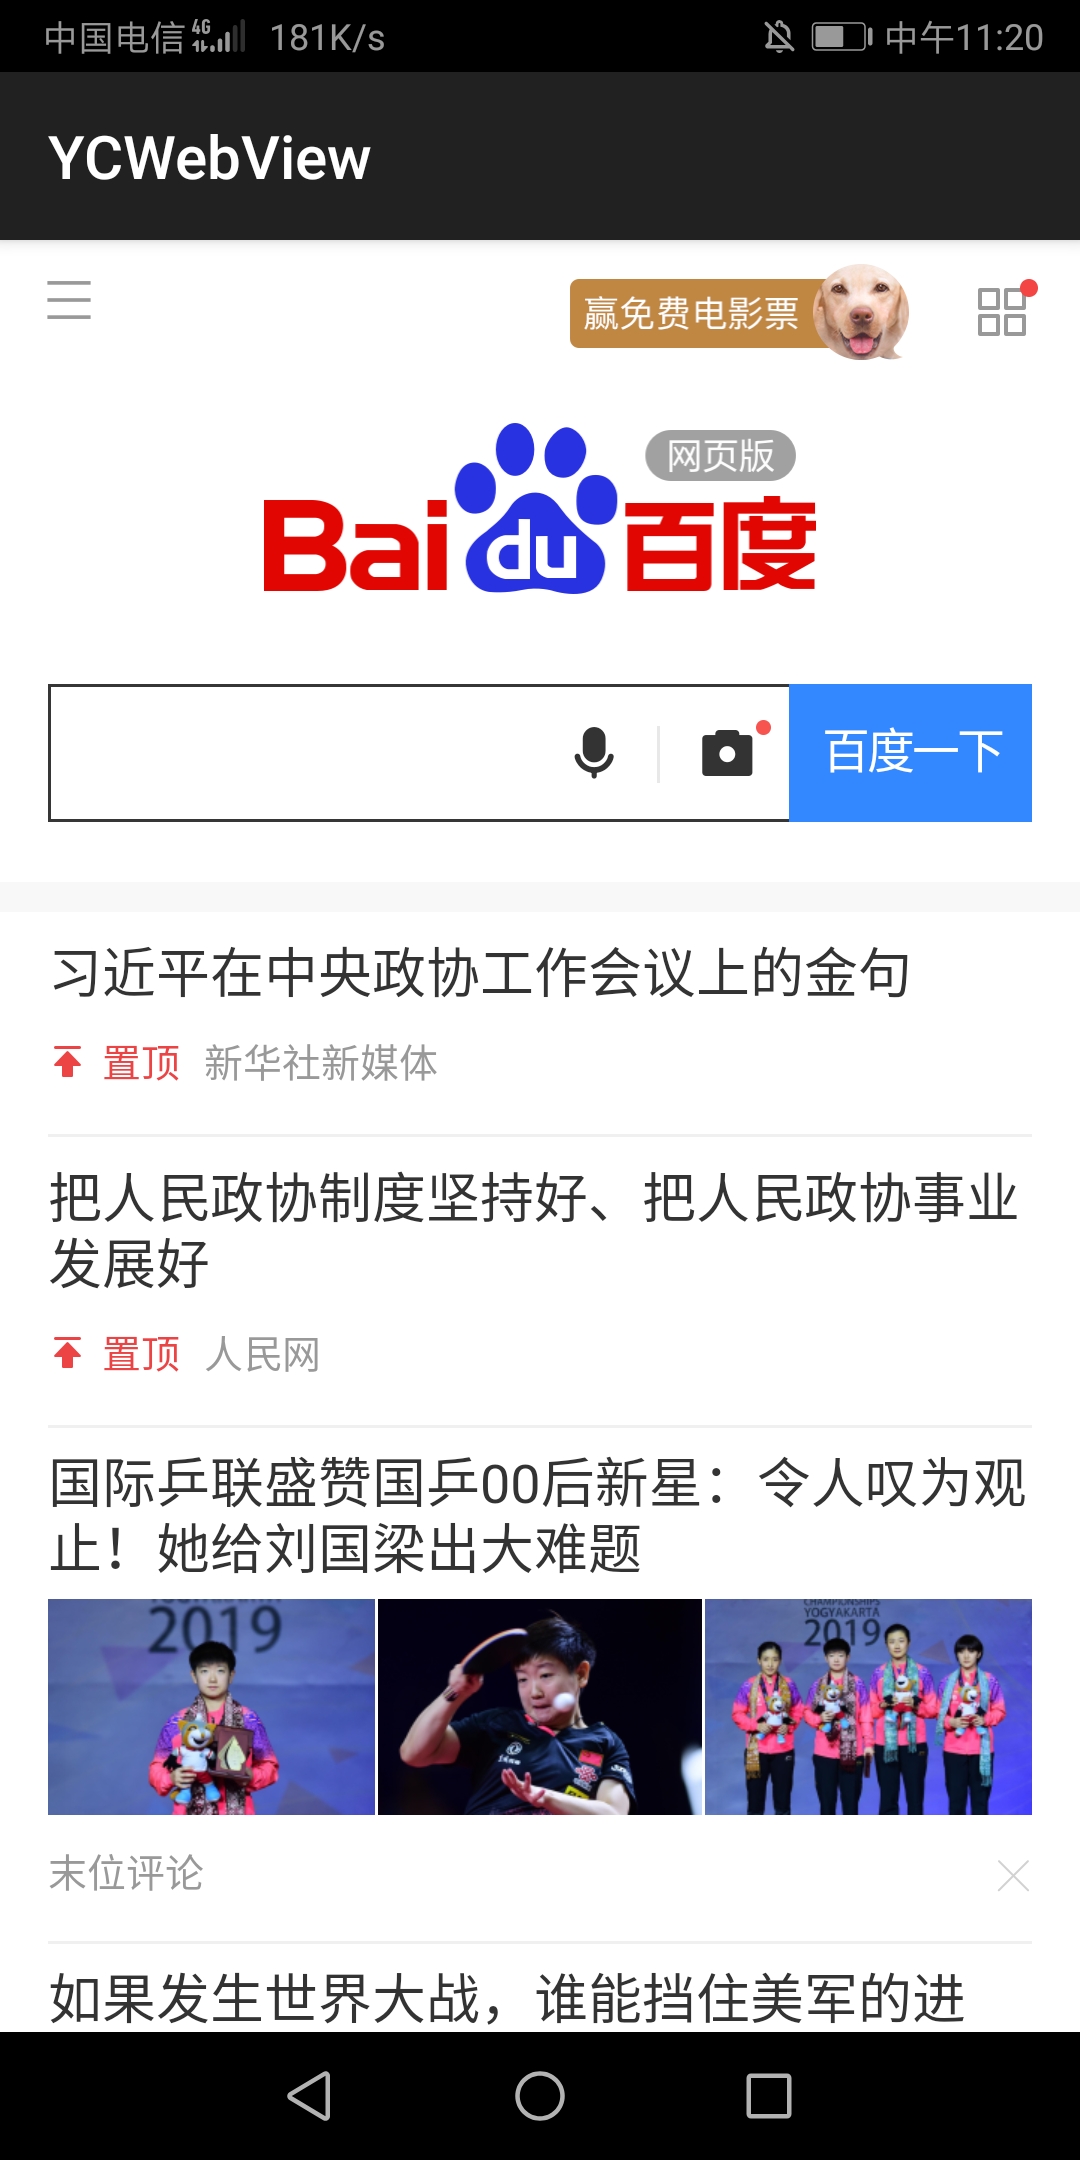 中国电信 4G 181K/s 中午11:20
YCWebView
赢免费电影票
网页版
Bai du 百度
百度一下
习近平在中央政协工作会议上的金句
置顶 新华社新媒体
把人民政协制度坚持好、把人民政协事业
发展好
置顶 人民网
国际乒联盛赞国乒00后新星：令人叹为观
止！她给刘国梁出大难题
2019
CHAMPIONSHIPS
YOGYAKARTA
2019
末位评论
如果发生世界大战，谁能挡住美军的进